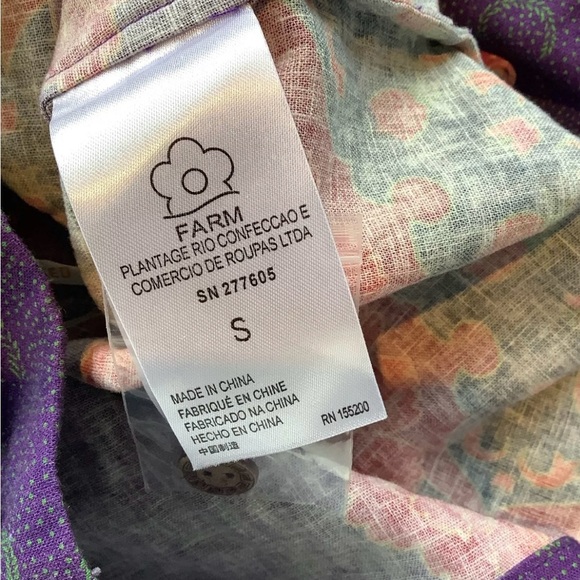 FARM
PLANTAGE RIO CONFECCAO E
COMERCIO DE ROUPAS LTDA
SN 277605
S
MADE IN CHINA
FABRIQUÉ EN CHINE
FABRICADO NA CHINA
HECHO EN CHINA
中国制造
RN 155200